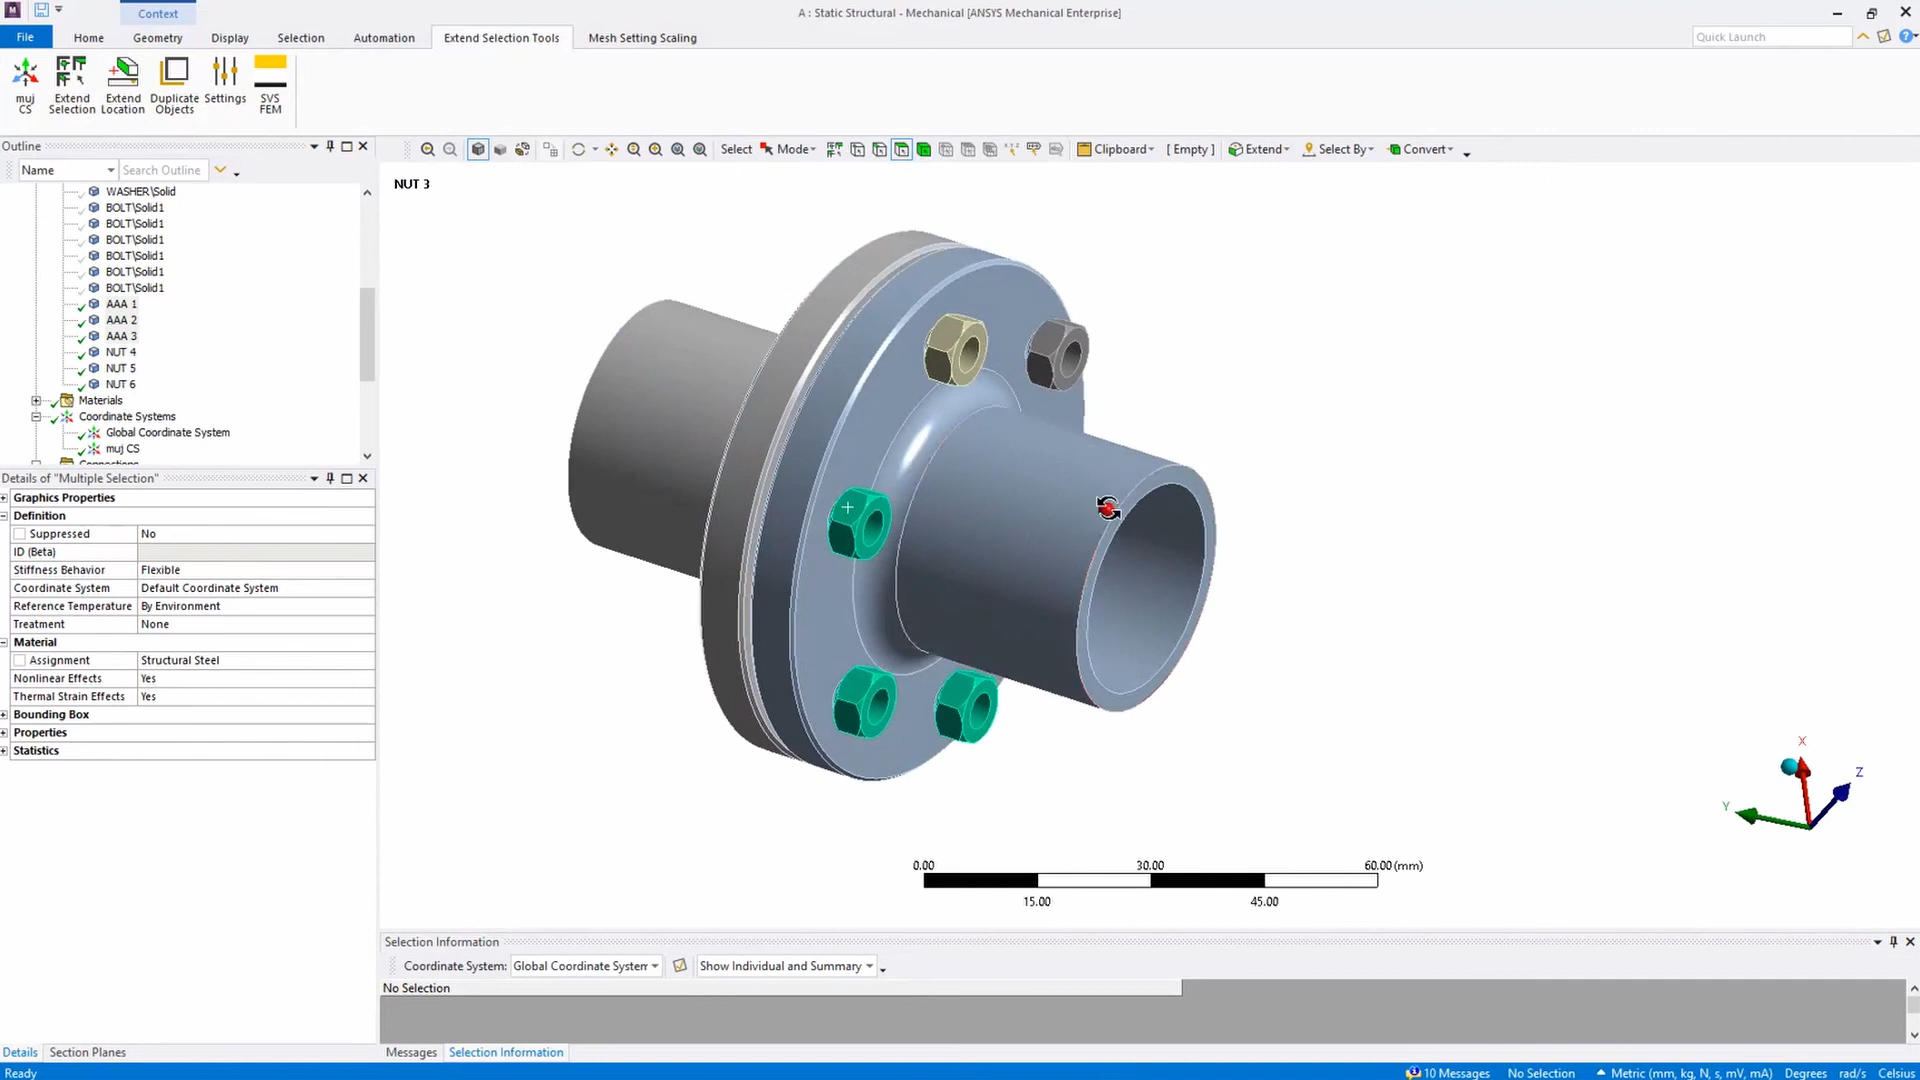 Context
A : Static Structural - Mechanical [ANSYS Mechanical Enterprise]
File Home Geometry Display Selection Automation Extend Selection Tools Mesh Setting Scaling
Quick Launch
muj CS
Extend Selection
Extend Location
Duplicate Objects
Settings
SVS FEM
Outline
Name Search Outline
Select Mode Clipboard [ Empty ] Extend Select By Convert
NUT 3
WASHER\Solid
BOLT\Solid1
BOLT\Solid1
BOLT\Solid1
BOLT\Solid1
BOLT\Solid1
BOLT\Solid1
AAA 1
AAA 2
AAA 3
NUT 4
NUT 5
NUT 6
Materials
Coordinate Systems
Global Coordinate System
muj CS
Details of "Multiple Selection"
Graphics Properties
Definition
Suppressed No
ID (Beta)
Stiffness Behavior Flexible
Coordinate System Default Coordinate System
Reference Temperature By Environment
Treatment None
Material
Assignment Structural Steel
Nonlinear Effects Yes
Thermal Strain Effects Yes
Bounding Box
Properties
Statistics
X
Z
Y
0.00 30.00 60.00 (mm)
15.00 45.00
Selection Information
Coordinate System: Global Coordinate System Show Individual and Summary
No Selection
Details Section Planes
Messages Selection Information
Ready
10 Messages No Selection Metric (mm, kg, N, s, mV, mA) Degrees rad/s Celsius